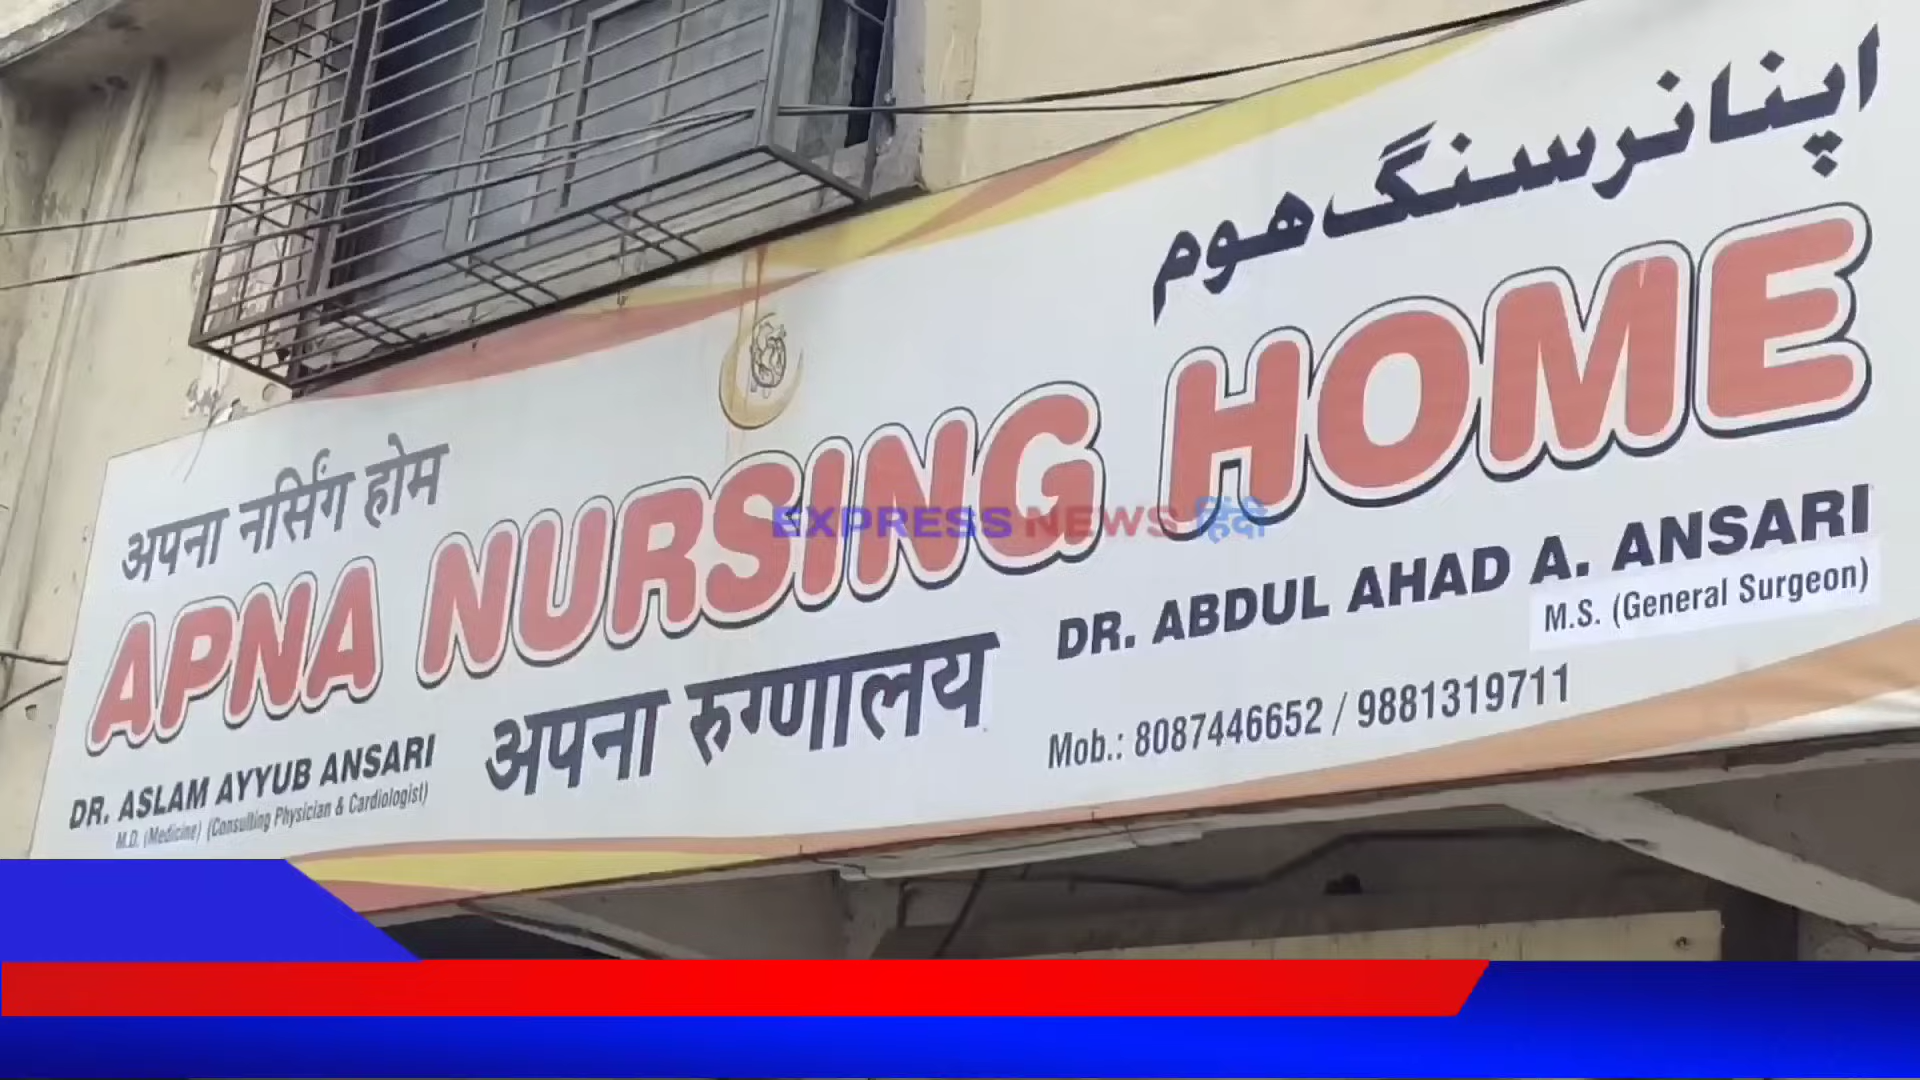 اپنا نرسنگ ہوم
अपना नर्सिंग होम
APNA NURSING HOME
EXPRESS NEWS हिंदी
DR. ASLAM AYYUB ANSARI
M.D. (Medicine) (Consulting Physician & Cardiologist)
अपना रुग्णालय
DR. ABDUL AHAD A. ANSARI
M.S. (General Surgeon)
Mob.: 8087446652 / 9881319711